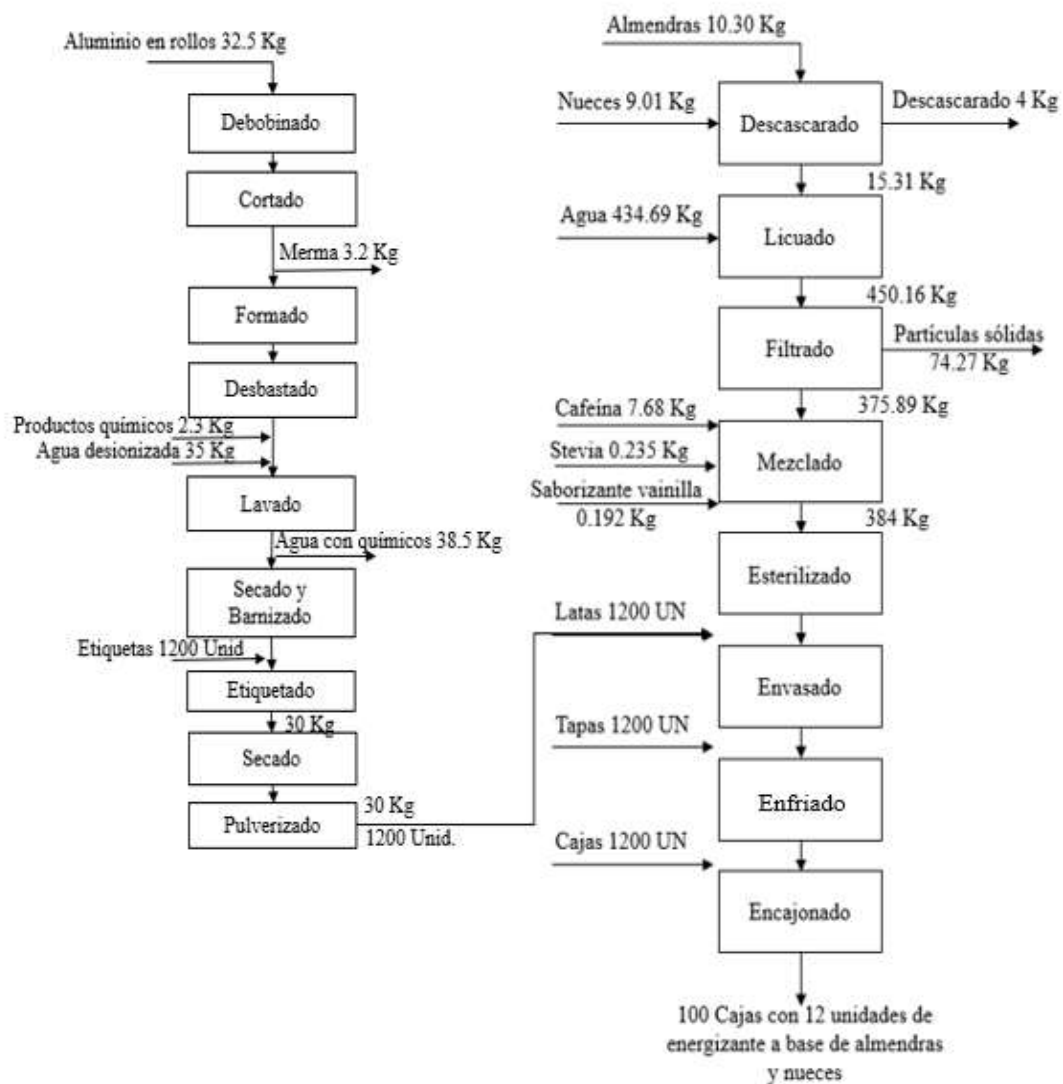 Aluminio en rollos 32.5 Kg
Debobinado
Cortado
Merma 3.2 Kg
Formado
Desbastado
Productos químicos 2.3 Kg
Agua desionizada 35 Kg
Lavado
Agua con químicos 38.5 Kg
Secado y
Barnizado
Etiquetas 1200 Unid
Etiquetado
30 Kg
Secado
Pulverizado
30 Kg
1200 Unid.
Almendras 10.30 Kg
Nueces 9.01 Kg
Descascarado
Descascarado 4 Kg
15.31 Kg
Agua 434.69 Kg
Licuado
450.16 Kg
Filtrado
Partículas sólidas
74.27 Kg
375.89 Kg
Cafeína 7.68 Kg
Stevia 0.235 Kg
Mezclado
Saborizante vainilla
0.192 Kg
384 Kg
Esterilizado
Latas 1200 UN
Envasado
Tapas 1200 UN
Enfriado
Cajas 1200 UN
Encajonado
100 Cajas con 12 unidades de
energizante a base de almendras
y nueces